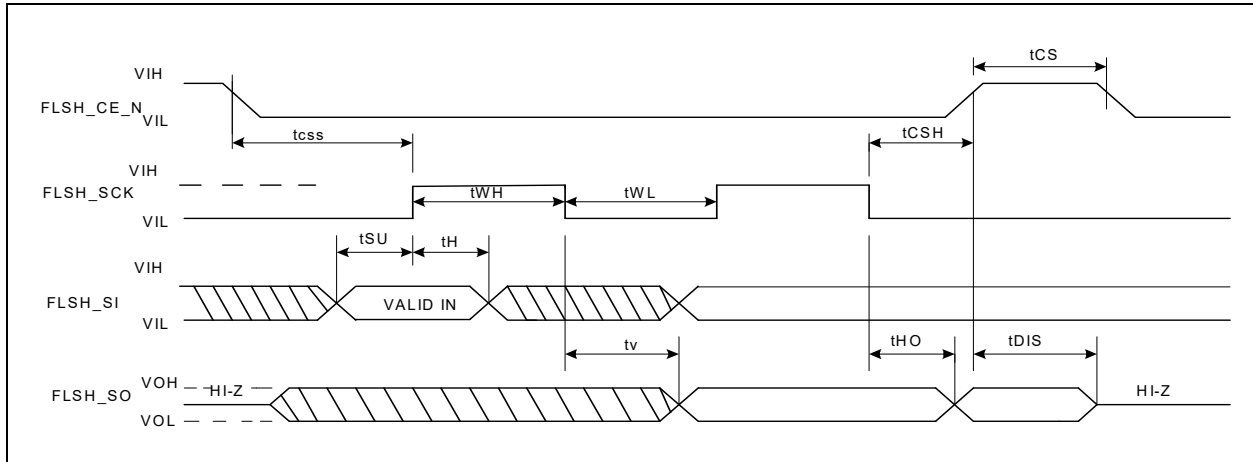 tCS
VIH
FLSH_CE_N
VIL
tcss
tCSH
VIH
FLSH_SCK
tWH
tWL
VIL
tSU
tH
VIH
FLSH_SI
VALID IN
VIL
tv
tHO
tDIS
VOH
HI-Z
FLSH_SO
HI-Z
VOL